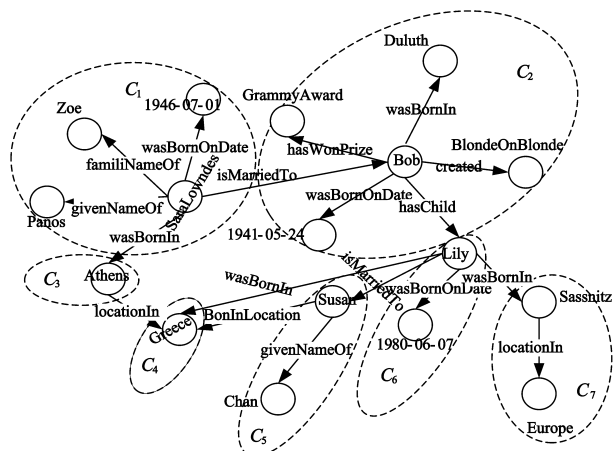 Duluth
C1
C2
1946-07-01
GrammyAward
Zoe
wasBornIn
BlondeOnBlonde
wasBornOnDate
hasWonPrize
Bob
created
familiNameOf
isMarriedTo
SaraLowndes
wasBornOnDate
givenNameOf
hasChild
Panos
1941-05-24
wasBornIn
Lily
C3
Athens
wasBornIn
isMarriedTo
wasBornIn
wasBornOnDate
locationIn
Susan
Sassnitz
BonInLocation
Greece
1980-06-07
givenNameOf
locationIn
C4
C6
Chan
C7
C5
Europe